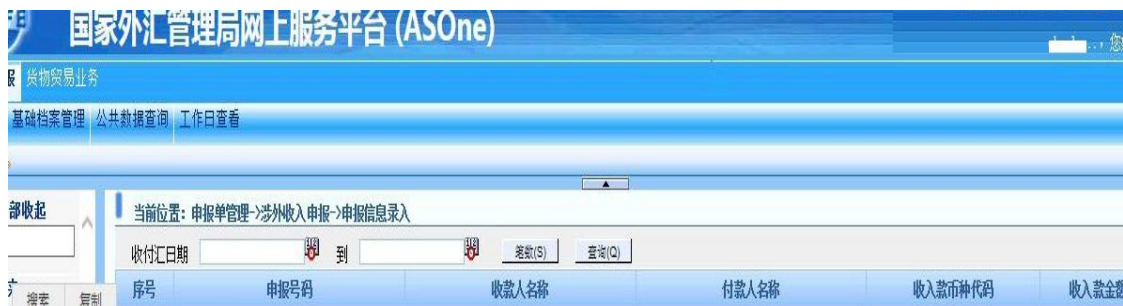 国家外汇管理局网上服务平台 (ASOne)
，您
报 货物贸易业务
基础档案管理 公共数据查询 工作日查看
部收起
当前位置：申报单管理->涉外收入申报->申报信息录入
收付汇日期 到 笔数(S) 查询(Q)
序号 申报号码 收款人名称 付款人名称 收入款币种代码 收入款金额
搜索 复制